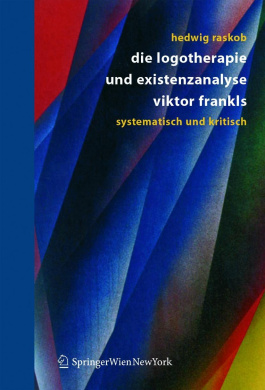 hedwig raskob
die logotherapie
und existenzanalyse
viktor frankls
systematisch und kritisch
SpringerWienNewYork